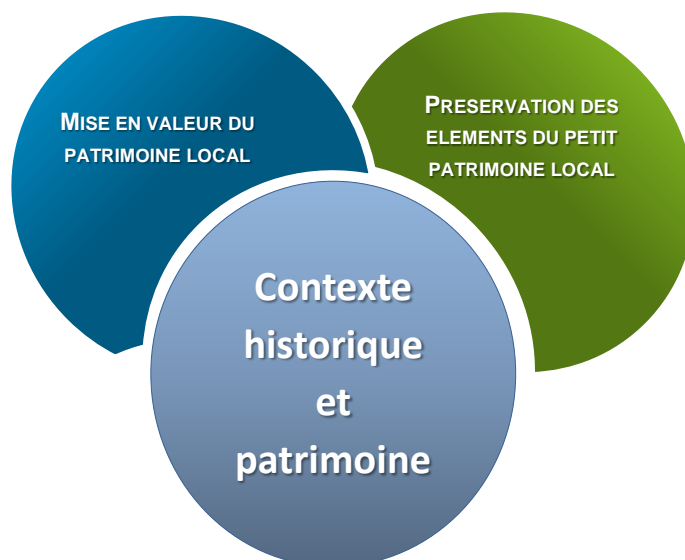 MISE EN VALEUR DU
PATRIMOINE LOCAL
PRESERVATION DES
ELEMENTS DU PETIT
PATRIMOINE LOCAL
Contexte
historique
et
patrimoine